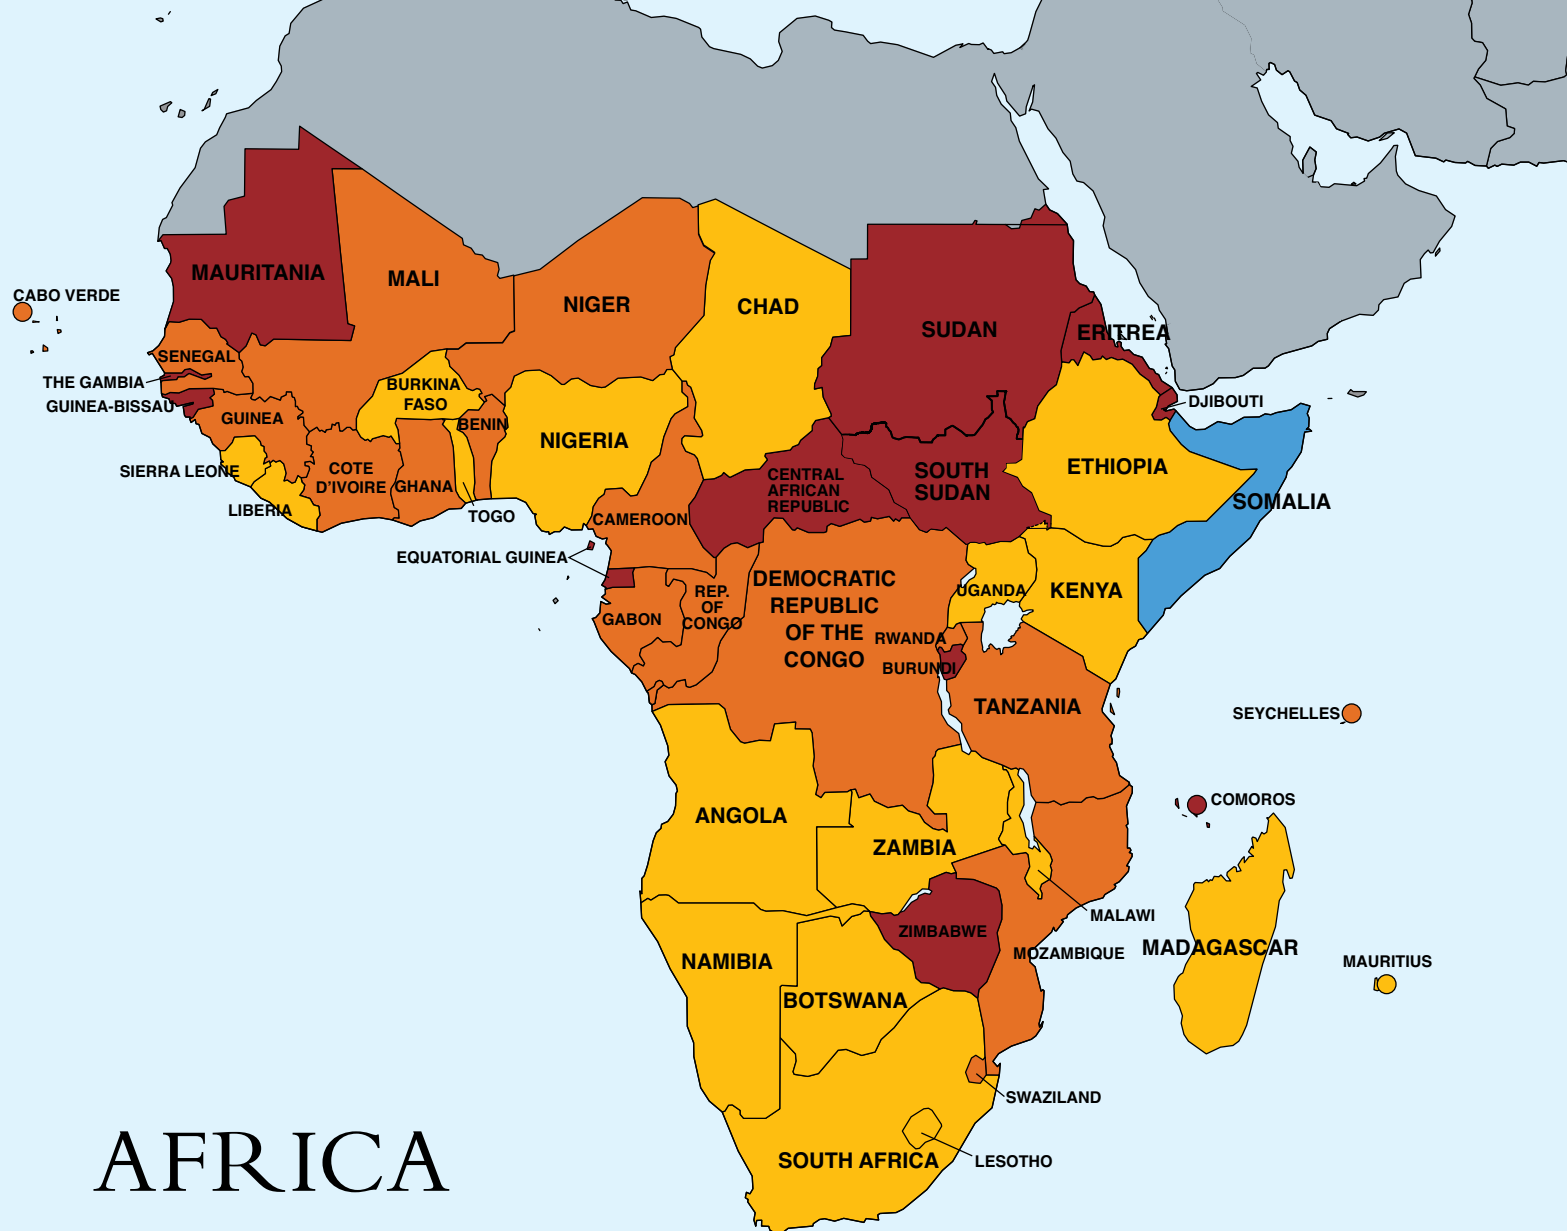 MAURITANIA
MALI
NIGER
CHAD
SUDAN
ERITREA
CABO VERDE
SENEGAL
THE GAMBIA
GUINEA-BISSAU
GUINEA
BURKINA
FASO
BENIN
NIGERIA
DJIBOUTI
SIERRA LEONE
LIBERIA
COTE
D'IVOIRE
GHANA
TOGO
CAMEROON
CENTRAL
AFRICAN
REPUBLIC
SOUTH
SUDAN
ETHIOPIA
SOMALIA
EQUATORIAL GUINEA
GABON
REP.
OF
CONGO
DEMOCRATIC
REPUBLIC
OF THE
CONGO
UGANDA
KENYA
RWANDA
BURUNDI
TANZANIA
SEYCHELLES
COMOROS
ANGOLA
ZAMBIA
MALAWI
MOZAMBIQUE
MADAGASCAR
MAURITIUS
ZIMBABWE
NAMIBIA
BOTSWANA
SWAZILAND
SOUTH AFRICA
LESOTHO
AFRICA